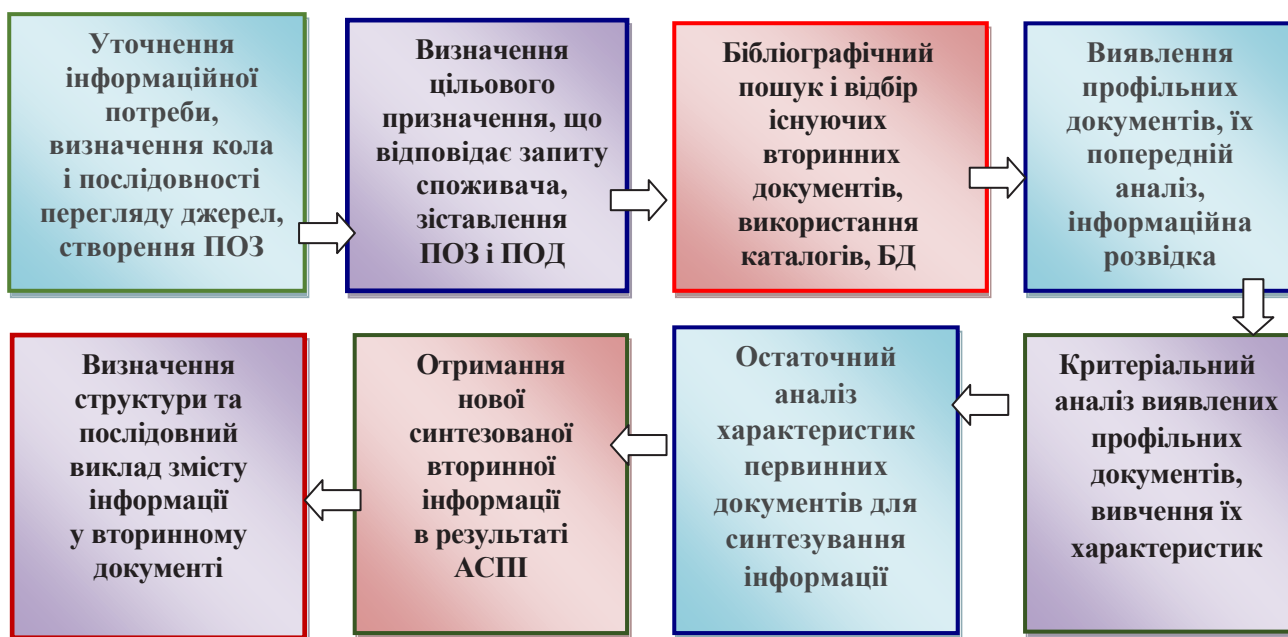 Уточнення
інформаційної
потреби,
визначення кола
і послідовності
перегляду джерел,
створення ПОЗ
Визначення
цільового
призначення, що
відповідає запиту
споживача,
зіставлення
ПОЗ і ПОД
Бібліографічний
пошук і відбір
існуючих
вторинних
документів,
використання
каталогів, БД
Виявлення
профільних
документів, їх
попередній
аналіз,
інформаційна
розвідка
Критеріальний
аналіз виявлених
профільних
документів,
вивчення їх
характеристик
Остаточний
аналіз
характеристик
первинних
документів для
синтезування
інформації
Отримання
нової
синтезованої
вторинної
інформації
в результаті
АСПІ
Визначення
структури та
послідовний
виклад змісту
інформації
у вторинному
документі